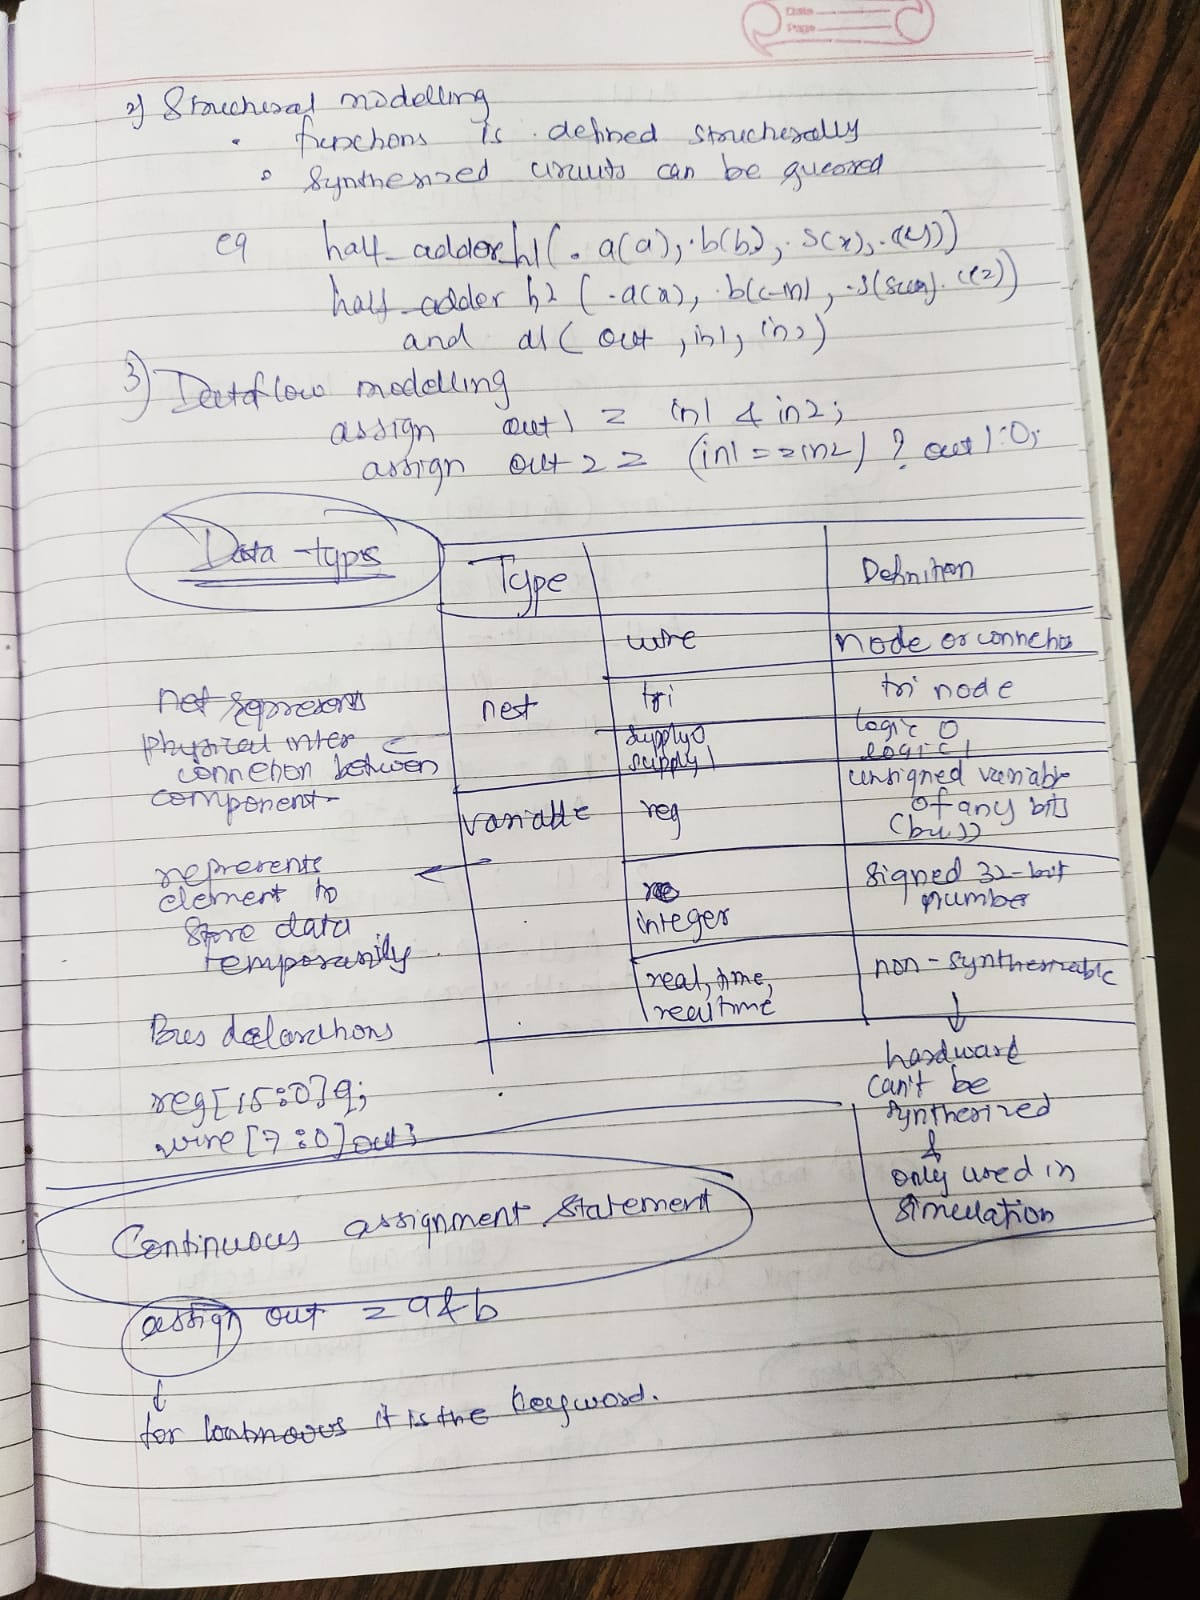 Date
Page
2) Structural modelling
• functions is defined structurally
• Synthesized circuits can be guessed
eg half_adder h1(.a(a), .b(b), .s(x), .c(y))
half_adder h2 (.a(x), .b(c-in), .s(sum), .c(z))
and a1 ( out , in1, in2)
3) Dataflow modelling
assign out1 = in1 & in2;
assign out2 = (in1 == in2) ? out1:0;
Data-types
Type Definition
wire node or connection
nest tri tri node
supply0 logic 0
supply1 logic 1
variable reg unsigned variable
of any bits
(bus))
integer signed 32-bit
number
real, time, non-synthesizable
realtime
↓
hardware
can't be
synthesized
&
only used in
simulation
net represents
physical inter
connection between
component
represents
element to
store data
temporarily
Bus declarations
reg[15:0]q;
wire[7:0]out;
Continuous assignment statement
assign out = a&b
↓
for continuous it is the keyword.